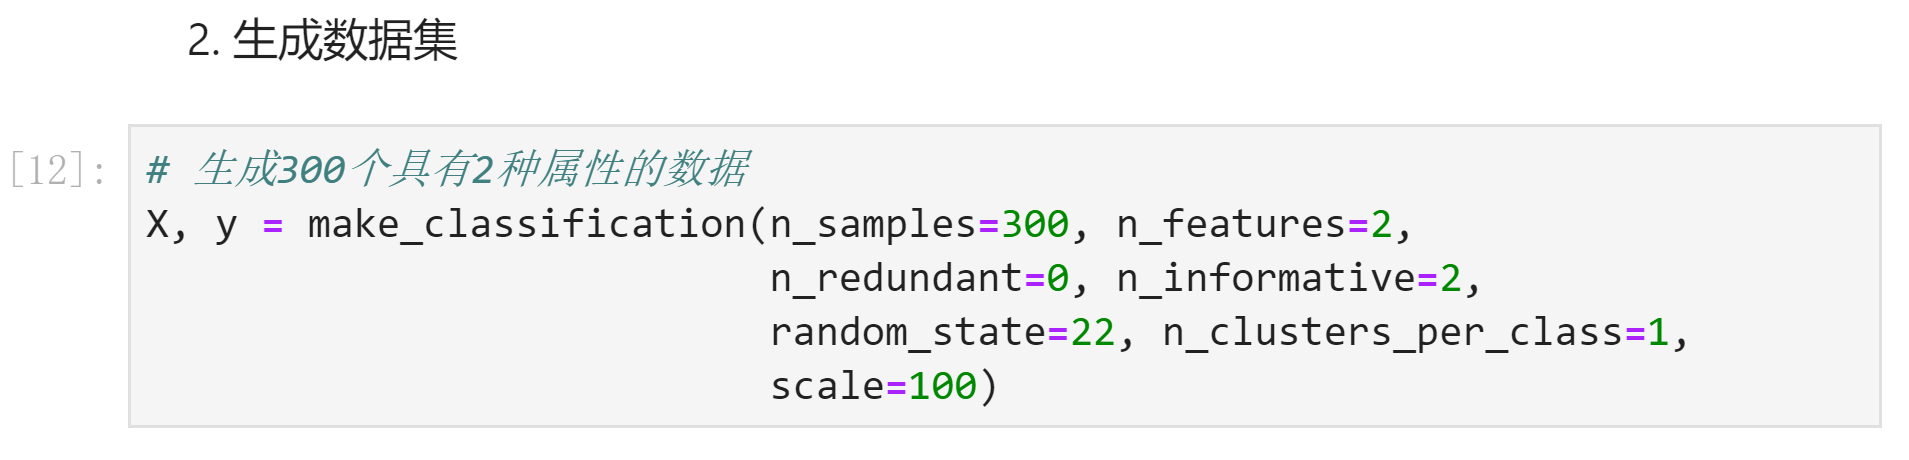 2. 生成数据集
[12]: # 生成300个具有2种属性的数据
X, y = make_classification(n_samples=300, n_features=2,
n_redundant=0, n_informative=2,
random_state=22, n_clusters_per_class=1,
scale=100)